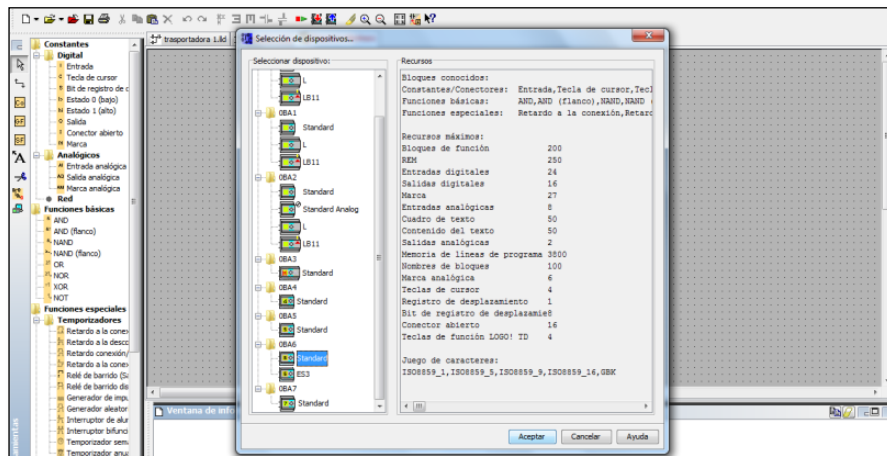 Constantes
Digital
Entrada
Tecla de cursor
Bit de registro de c
Estado 0 (bajo)
Estado 1 (alto)
Salida
Conector abierto
Marca
Analógicos
Entrada analógica
Salida analógica
Marca analógica
Red
Funciones básicas
AND
AND (flanco)
NAND
NAND (flanco)
OR
NOR
XOR
NOT
Funciones especiales
Temporizadores
Retardo a la conex
Retardo a la descc
Retardo conexión/
Retardo a la conex
Relé de barrido (Sa
Relé de barrido dis
Generador de impu
Generador aleator
Interruptor de alur
Interruptor bifunci
Temporizador sem
Temporizador anua
Co
GF
SF
trasportadora 1.lld
Selección de dispositivos...
Seleccionar dispositivo:
L
LB11
0BA1
Standard
L
LB11
0BA2
Standard
Standard Analog
L
LB11
0BA3
Standard
0BA4
Standard
0BA5
Standard
0BA6
Standard
ES3
0BA7
Standard
Recursos
Bloques conocidos:
Constantes/Conectores: Entrada,Tecla de cursor,Tecl
Funciones básicas: AND,AND (flanco),NAND,NAND (
Funciones especiales: Retardo a la conexión,Retarc
Recursos máximos:
Bloques de función 200
REM 250
Entradas digitales 24
Salidas digitales 16
Marca 27
Entradas analógicas 8
Cuadro de texto 50
Contenido del texto 50
Salidas analógicas 2
Memoria de líneas de programa 3800
Nombres de bloques 100
Marca analógica 6
Teclas de cursor 4
Registro de desplazamiento 1
Bit de registro de desplazamie8
Conector abierto 16
Teclas de función LOGO! TD 4
Juego de caracteres:
ISO8859_1,ISO8859_5,ISO8859_9,ISO8859_16,GBK
Aceptar
Cancelar
Ayuda
Ventana de info